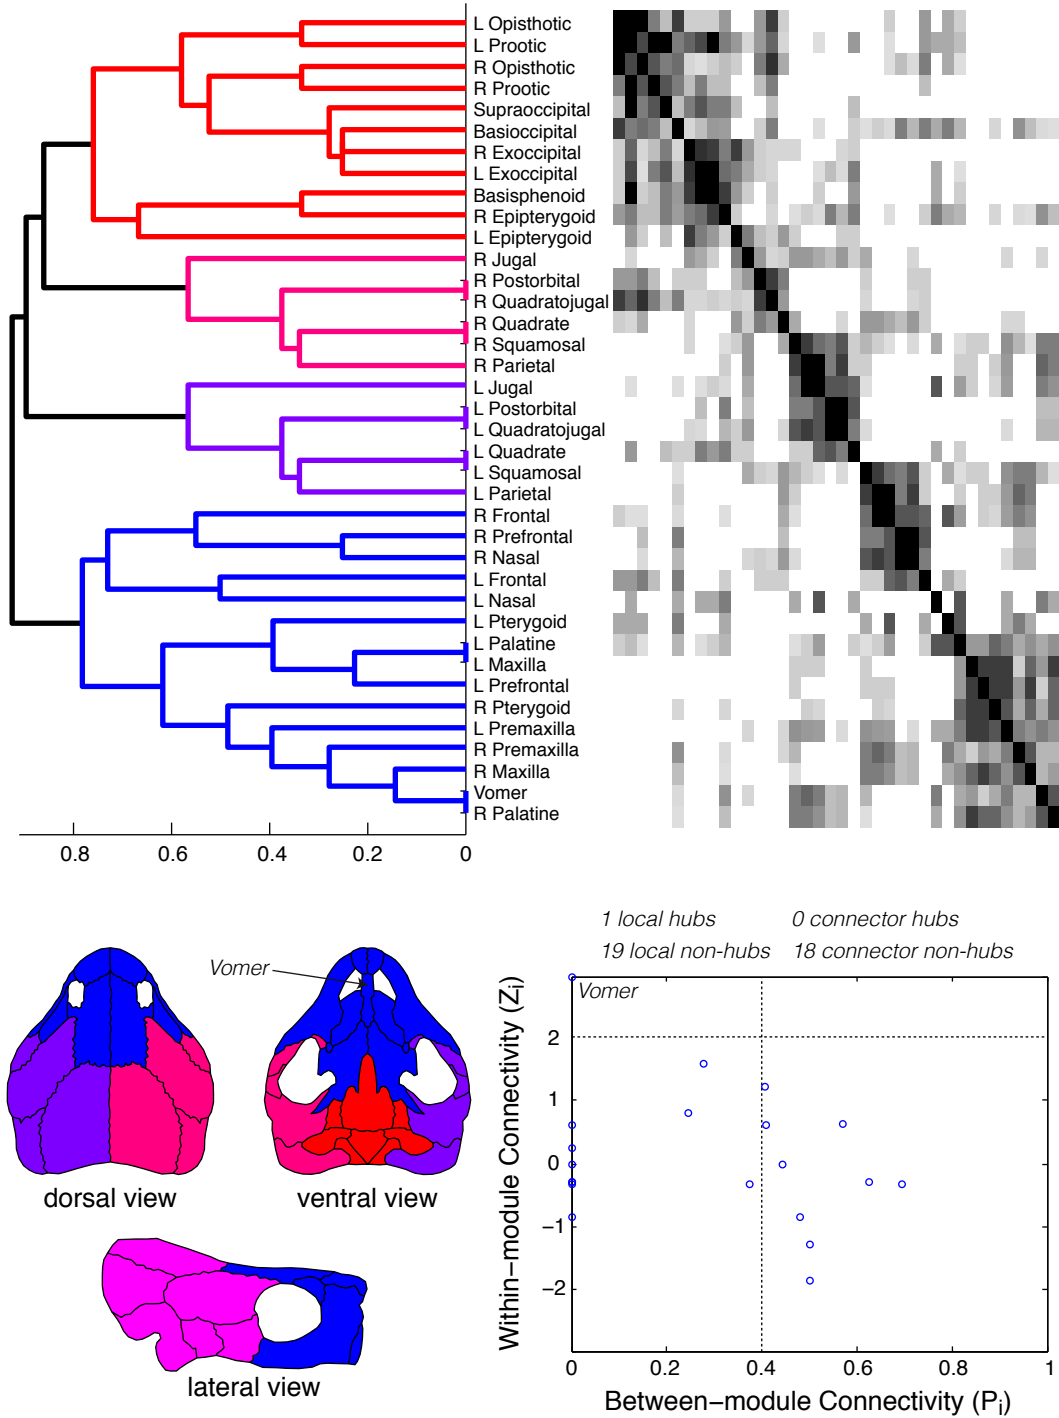 L Opisthotic
L Prootic
R Opisthotic
R Prootic
Supraoccipital
Basioccipital
R Exoccipital
L Exoccipital
Basisphenoid
R Epipterygoid
L Epipterygoid
R Jugal
R Postorbital
R Quadratojugal
R Quadrate
R Squamosal
R Parietal
L Jugal
L Postorbital
L Quadratojugal
L Quadrate
L Squamosal
L Parietal
R Frontal
R Prefrontal
R Nasal
L Frontal
L Nasal
L Pterygoid
L Palatine
L Maxilla
L Prefrontal
R Pterygoid
L Premaxilla
R Premaxilla
R Maxilla
Vomer
R Palatine
0.8 0.6 0.4 0.2 0
Vomer
dorsal view
ventral view
lateral view
1 local hubs 0 connector hubs
19 local non-hubs 18 connector non-hubs
Vomer
Within−module Connectivity (Zi)
2
1
0
−1
−2
0 0.2 0.4 0.6 0.8 1
Between−module Connectivity (Pi)